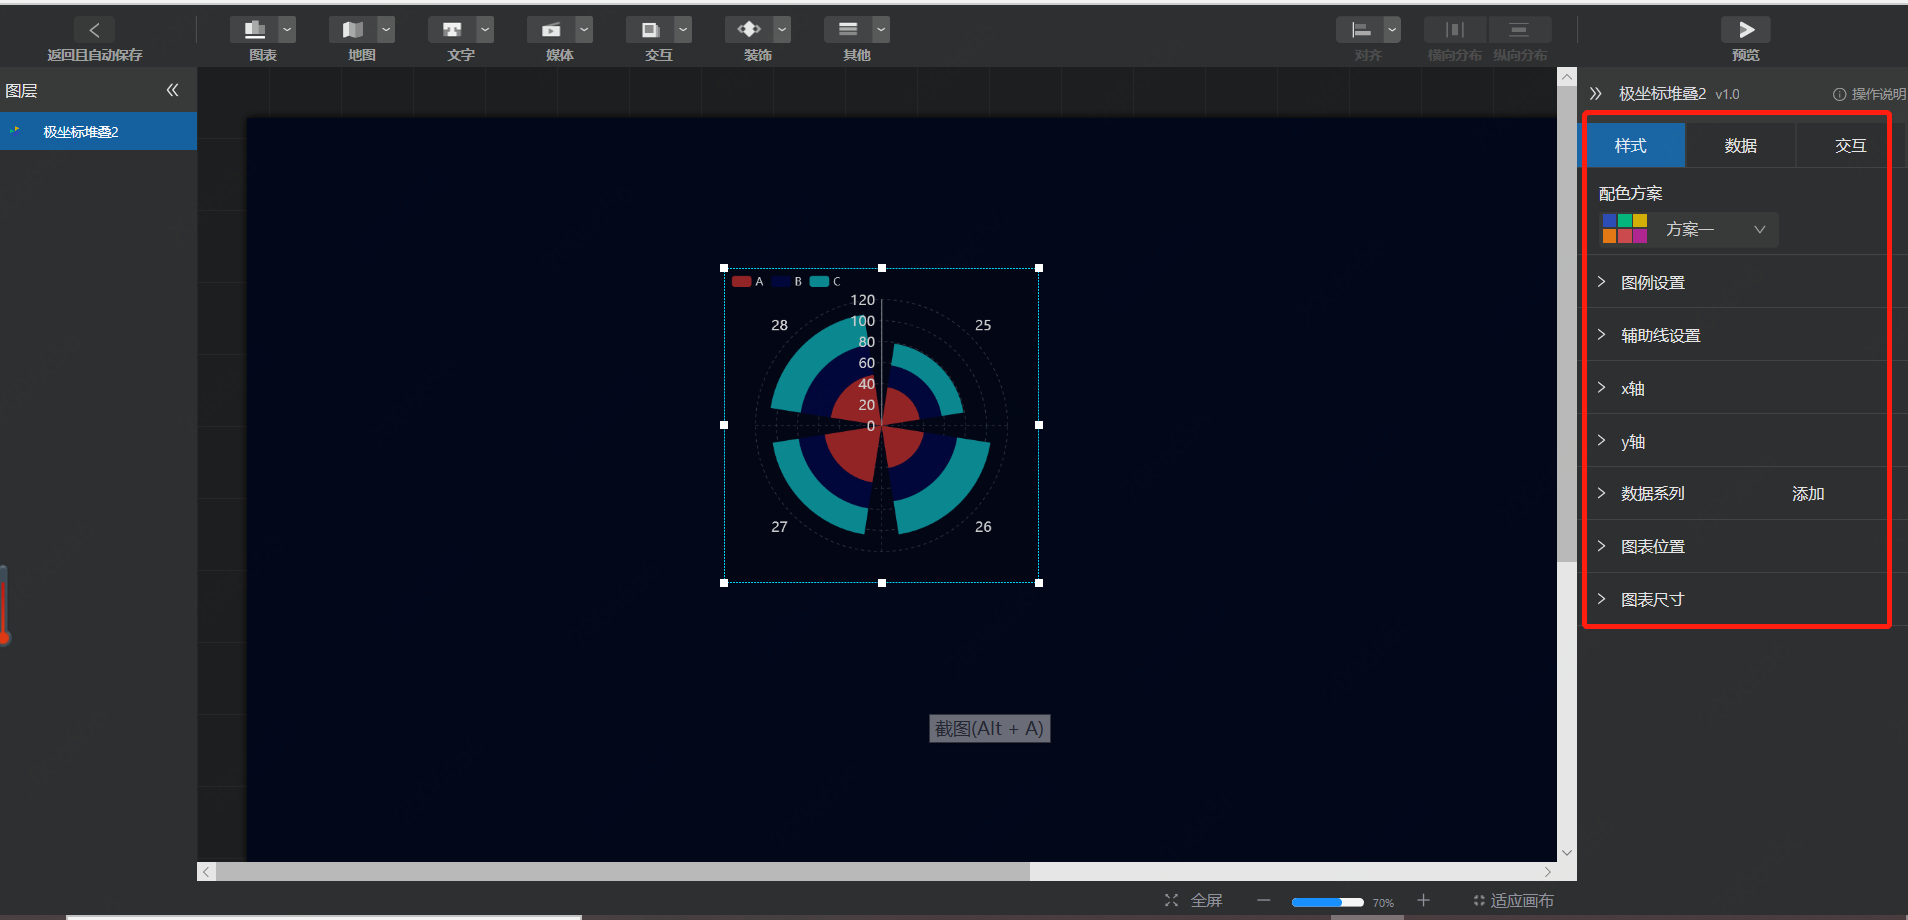 返回且自动保存
图表
地图
文字
媒体
交互
装饰
其他
对齐
横向分布
纵向分布
预览
图层
极坐标堆叠2
极坐标堆叠2 v1.0
操作说明
样式
数据
交互
配色方案
方案一
图例设置
辅助线设置
x轴
y轴
数据系列 添加
图表位置
图表尺寸
A B C
120
100
80
60
40
20
0
28
25
27
26
截图(Alt + A)
全屏
70%
适应画布